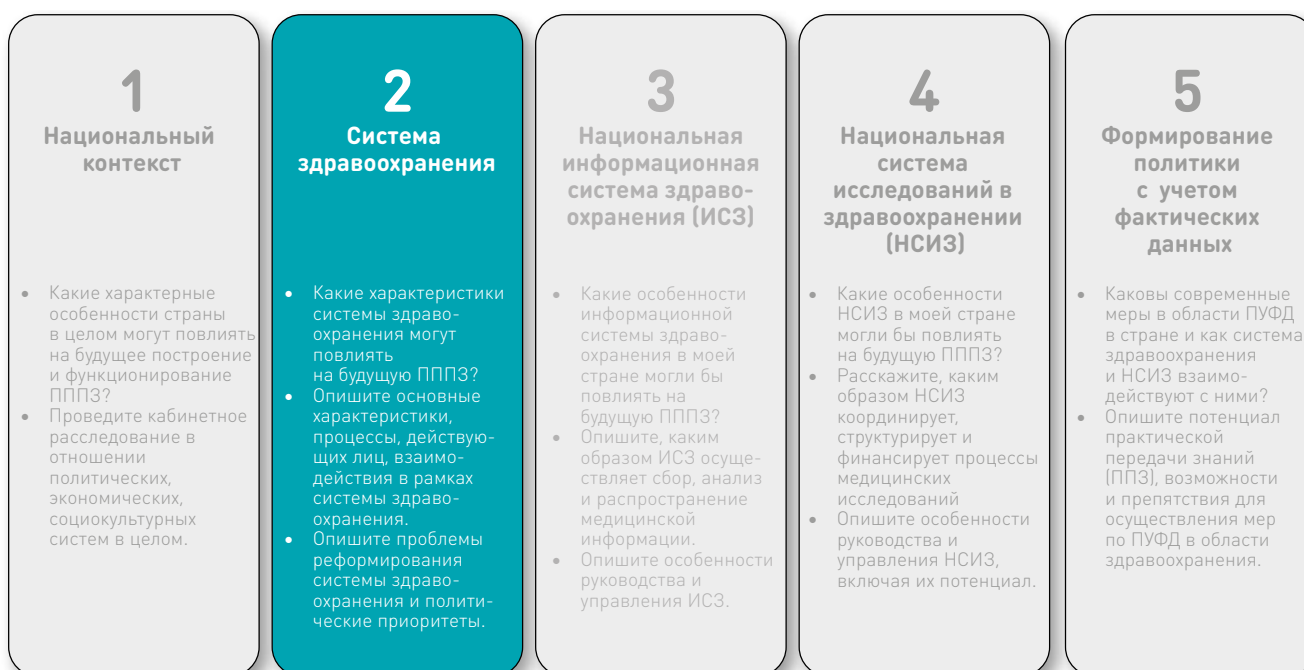 1
Национальный
контекст
• Какие характерные
особенности страны
в целом могут повлиять
на будущее построение
и функционирование
ПППЗ?
• Проведите кабинетное
расследование в
отношении
политических,
экономических,
социокультурных
систем в целом.
2
Система
здравоохранения
• Какие характеристики
системы здраво-
охранения могут
повлиять
на будущую ПППЗ?
• Опишите основные
характеристики,
процессы, действую-
щих лиц, взаимо-
действия в рамках
системы здраво-
охранения.
• Опишите проблемы
реформирования
системы здраво-
охранения и полити-
ческие приоритеты.
3
Национальная
информационная
система здраво-
охранения (ИСЗ)
• Какие особенности
информационной
системы здраво-
охранения в моей
стране могли бы
повлиять на
будущую ПППЗ?
• Опишите, каким
образом ИСЗ осуще-
ствляет сбор, анализ
и распространение
медицинской
информации.
• Опишите особенности
руководства и
управления ИСЗ.
4
Национальная
система
исследований в
здравоохранении
(НСИЗ)
• Какие особенности
НСИЗ в моей стране
могли бы повлиять
на будущую ПППЗ?
• Расскажите, каким
образом НСИЗ
координирует,
структурирует и
финансирует процессы
медицинских
исследований
• Опишите особенности
руководства и
управления НСИЗ,
включая их потенциал.
5
Формирование
политики
с учетом
фактических
данных
• Каковы современные
меры в области ПУФД
в стране и как система
здравоохранения
и НСИЗ взаимо-
действуют с ними?
• Опишите потенциал
практической
передачи знаний
(ППЗ), возможности
и препятствия для
осуществления мер
по ПУФД в области
здравоохранения.